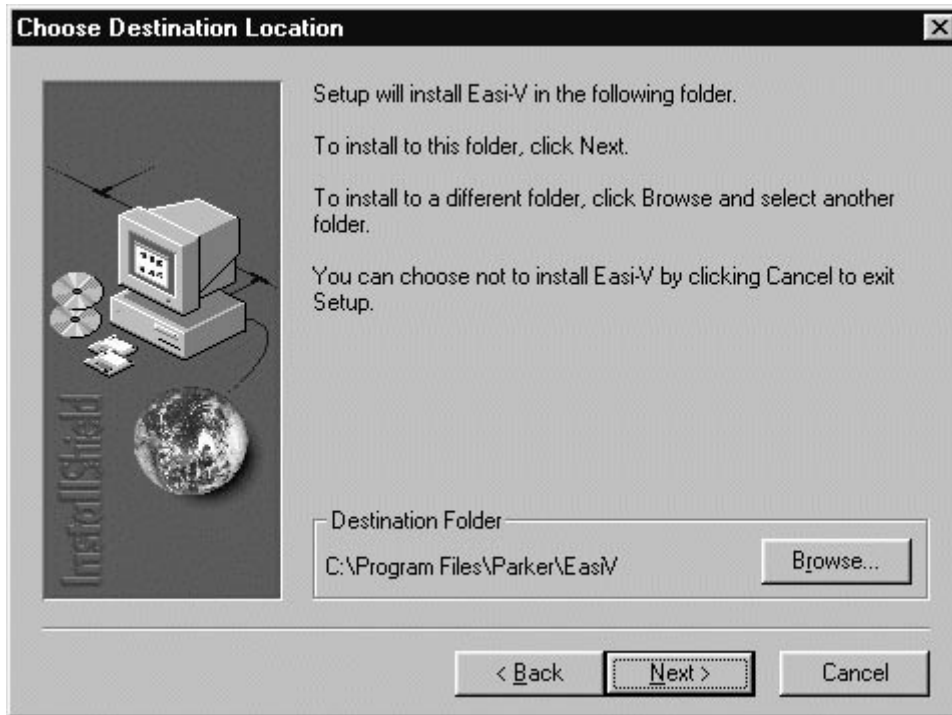 Choose Destination Location
Setup will install Easi-V in the following folder.
To install to this folder, click Next.
To install to a different folder, click Browse and select another
folder.
You can choose not to install Easi-V by clicking Cancel to exit
Setup.
InstallShield
Destination Folder
C:\Program Files\Parker\EasiV
Browse...
< Back
Next >
Cancel